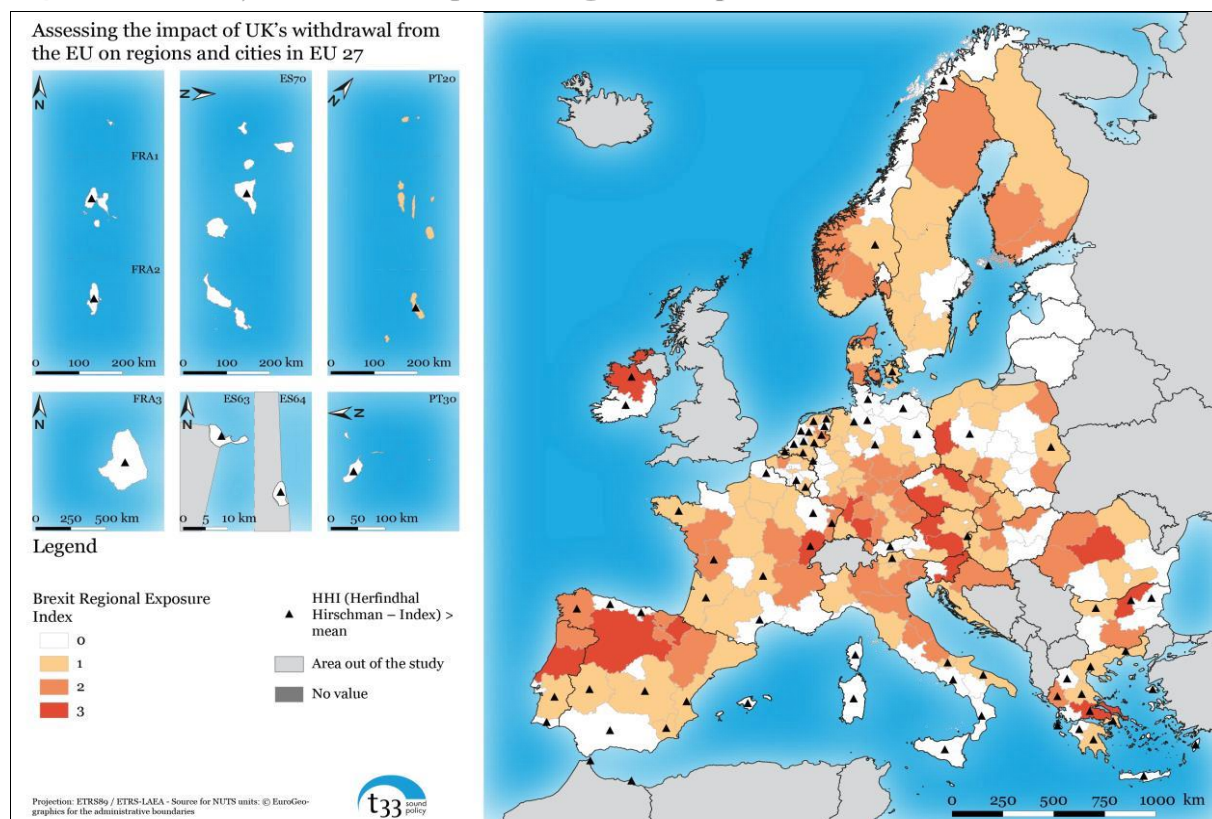 Assessing the impact of UK's withdrawal from
the EU on regions and cities in EU 27
N
FRA1
FRA2
0 100 200 km
ES70
N
0 100 200 km
PT20
N
0 100 200 km
FRA3
N
0 250 500 km
ES63 ES64
N
0 5 10 km
PT30
N
0 50 100 km
Legend
Brexit Regional Exposure
Index
0
1
2
3
HHI (Herfindhal
Hirschman – Index) >
mean
Area out of the study
No value
Projection: ETRS89 / ETRS-LAEA - Source for NUTS units: © EuroGeo-
graphics for the administrative boundaries
t33 sound
policy
0 250 500 750 1000 km